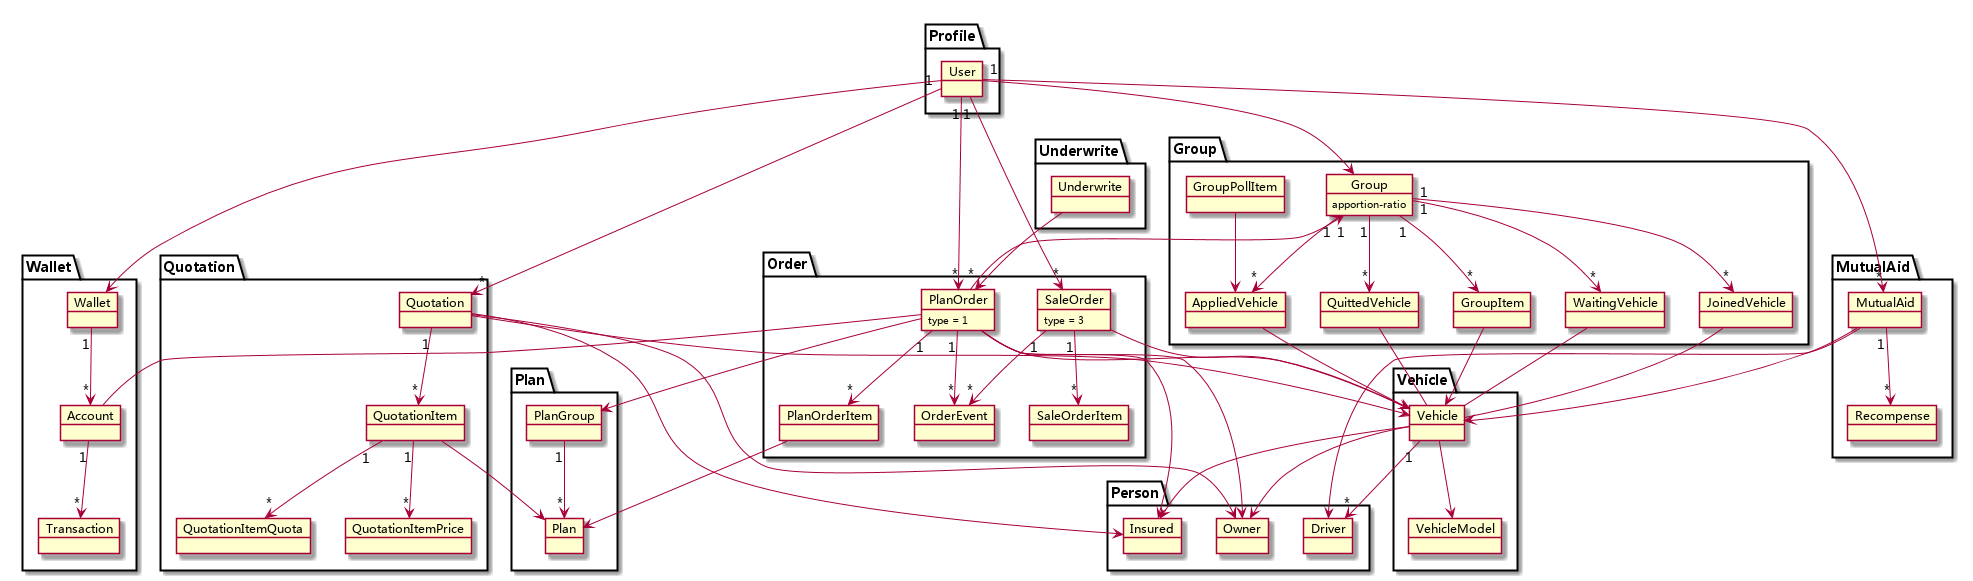 Profile
User
1
1
1
1
Underwrite
Underwrite
Group
GroupPollItem
Group
apportion-ratio
1
1
1
1
1
1
*
*
*
*
*
AppliedVehicle
QuittedVehicle
GroupItem
WaitingVehicle
JoinedVehicle
Wallet
Wallet
1
*
Account
1
*
Transaction
Quotation
*
Quotation
1
*
QuotationItem
1
1
*
*
QuotationItemQuota
QuotationItemPrice
Plan
PlanGroup
1
*
Plan
Order
*
*
*
PlanOrder
type = 1
SaleOrder
type = 3
1
1
1
1
*
*
*
*
PlanOrderItem
OrderEvent
SaleOrderItem
Person
Insured
Owner
Driver
*
Vehicle
Vehicle
1
VehicleModel
MutualAid
*
MutualAid
1
*
Recompense